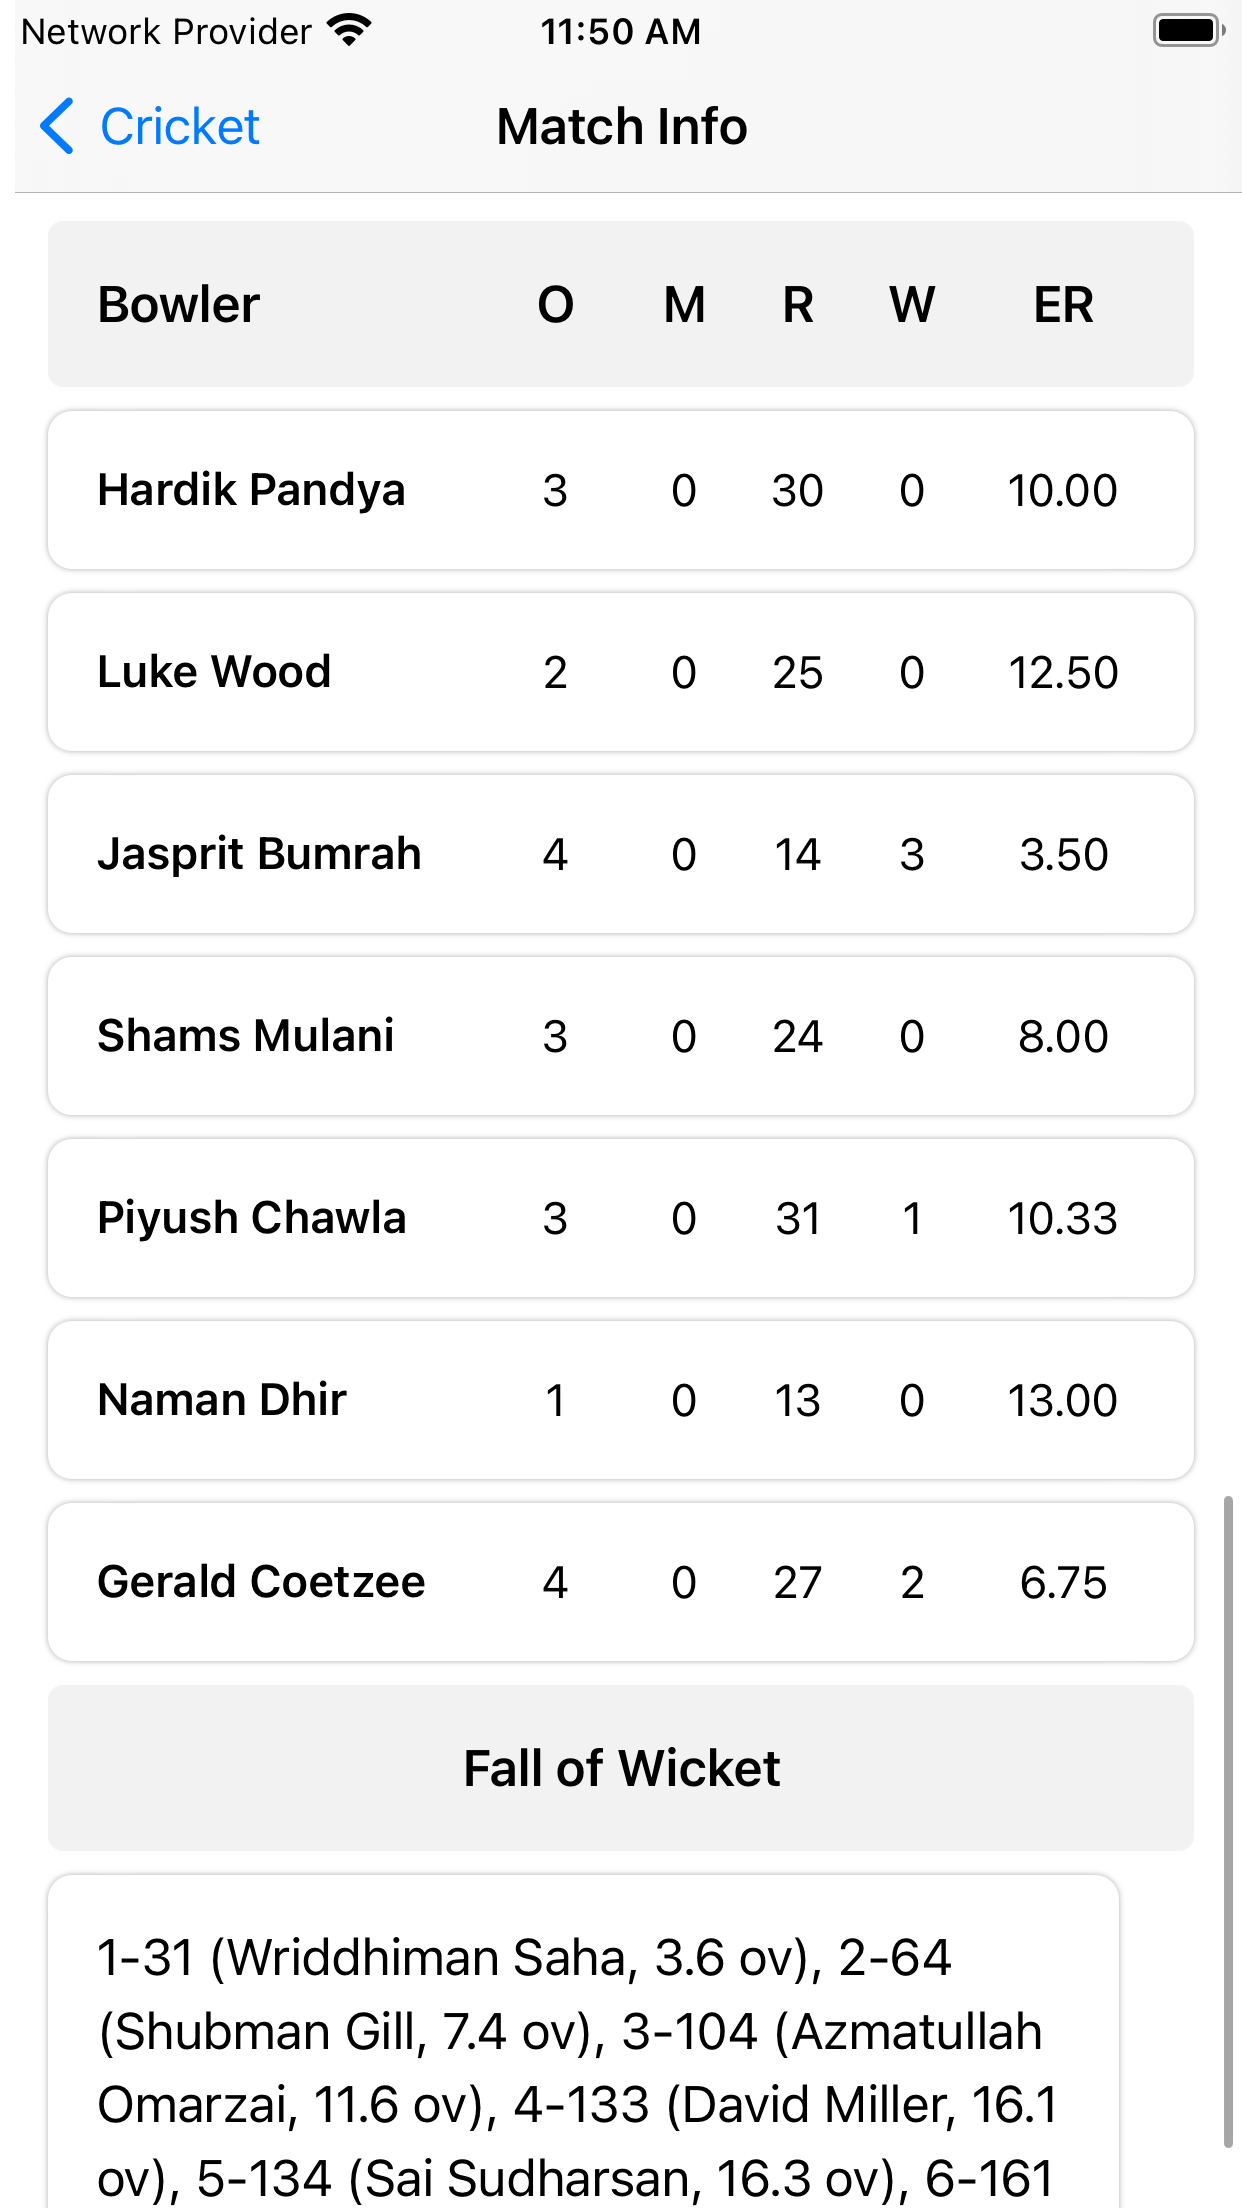 Network Provider 11:50 AM
Cricket Match Info
Bowler O M R W ER
Hardik Pandya 3 0 30 0 10.00
Luke Wood 2 0 25 0 12.50
Jasprit Bumrah 4 0 14 3 3.50
Shams Mulani 3 0 24 0 8.00
Piyush Chawla 3 0 31 1 10.33
Naman Dhir 1 0 13 0 13.00
Gerald Coetzee 4 0 27 2 6.75
Fall of Wicket
1-31 (Wriddhiman Saha, 3.6 ov), 2-64
(Shubman Gill, 7.4 ov), 3-104 (Azmatullah
Omarzai, 11.6 ov), 4-133 (David Miller, 16.1
ov), 5-134 (Sai Sudharsan, 16.3 ov), 6-161